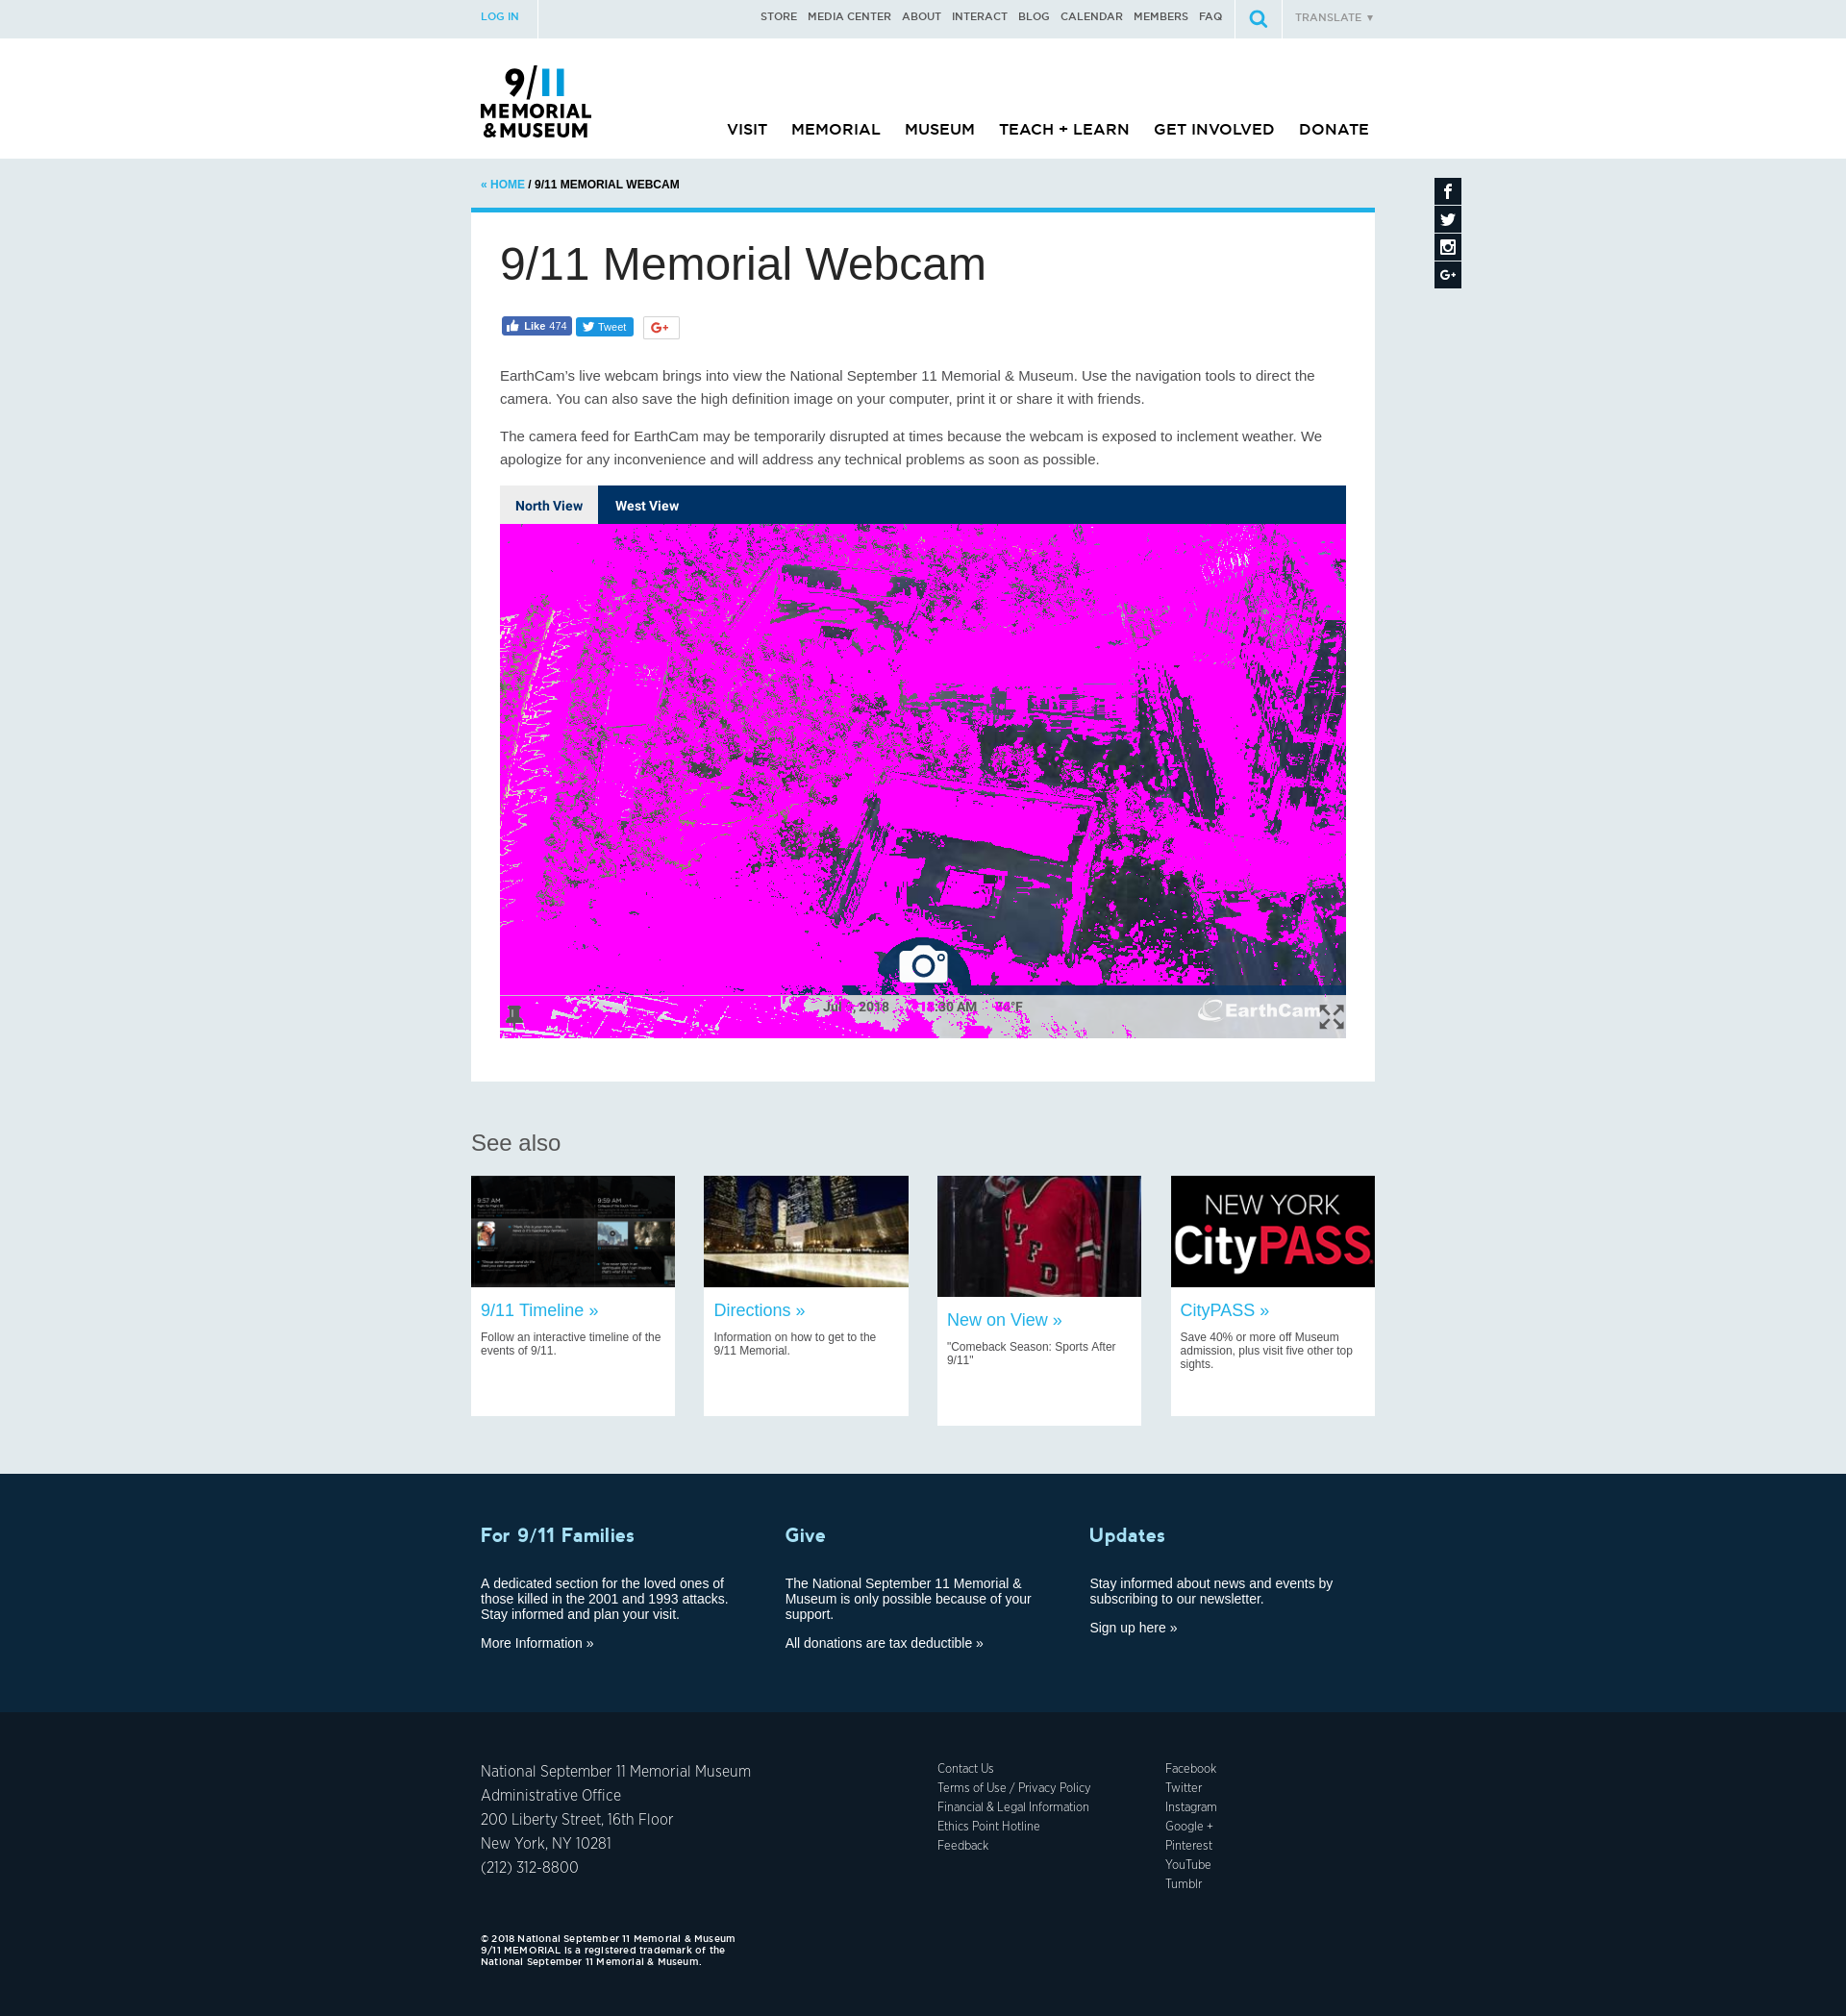 LOG IN
STORE MEDIA CENTER ABOUT INTERACT BLOG CALENDAR MEMBERS FAQ
TRANSLATE ▼
9/11
MEMORIAL
& MUSEUM
VISIT MEMORIAL MUSEUM TEACH + LEARN GET INVOLVED DONATE
« HOME / 9/11 MEMORIAL WEBCAM
9/11 Memorial Webcam
Like 474
Tweet
G+
EarthCam's live webcam brings into view the National September 11 Memorial & Museum. Use the navigation tools to direct the
camera. You can also save the high definition image on your computer, print it or share it with friends.
The camera feed for EarthCam may be temporarily disrupted at times because the webcam is exposed to inclement weather. We
apologize for any inconvenience and will address any technical problems as soon as possible.
North View West View
2018
:30 AM
°F
EarthCam
See also
9:57 AM
9:59 AM
NYFD
NEW YORK
CityPASS
9/11 Timeline »
Follow an interactive timeline of the
events of 9/11.
Directions »
Information on how to get to the
9/11 Memorial.
New on View »
"Comeback Season: Sports After
9/11"
CityPASS »
Save 40% or more off Museum
admission, plus visit five other top
sights.
For 9/11 Families
A dedicated section for the loved ones of
those killed in the 2001 and 1993 attacks.
Stay informed and plan your visit.
More Information »
Give
The National September 11 Memorial &
Museum is only possible because of your
support.
All donations are tax deductible »
Updates
Stay informed about news and events by
subscribing to our newsletter.
Sign up here »
National September 11 Memorial Museum
Administrative Office
200 Liberty Street, 16th Floor
New York, NY 10281
(212) 312-8800
Contact Us
Terms of Use / Privacy Policy
Financial & Legal Information
Ethics Point Hotline
Feedback
Facebook
Twitter
Instagram
Google +
Pinterest
YouTube
Tumblr
© 2018 National September 11 Memorial & Museum
9/11 MEMORIAL is a registered trademark of the
National September 11 Memorial & Museum.